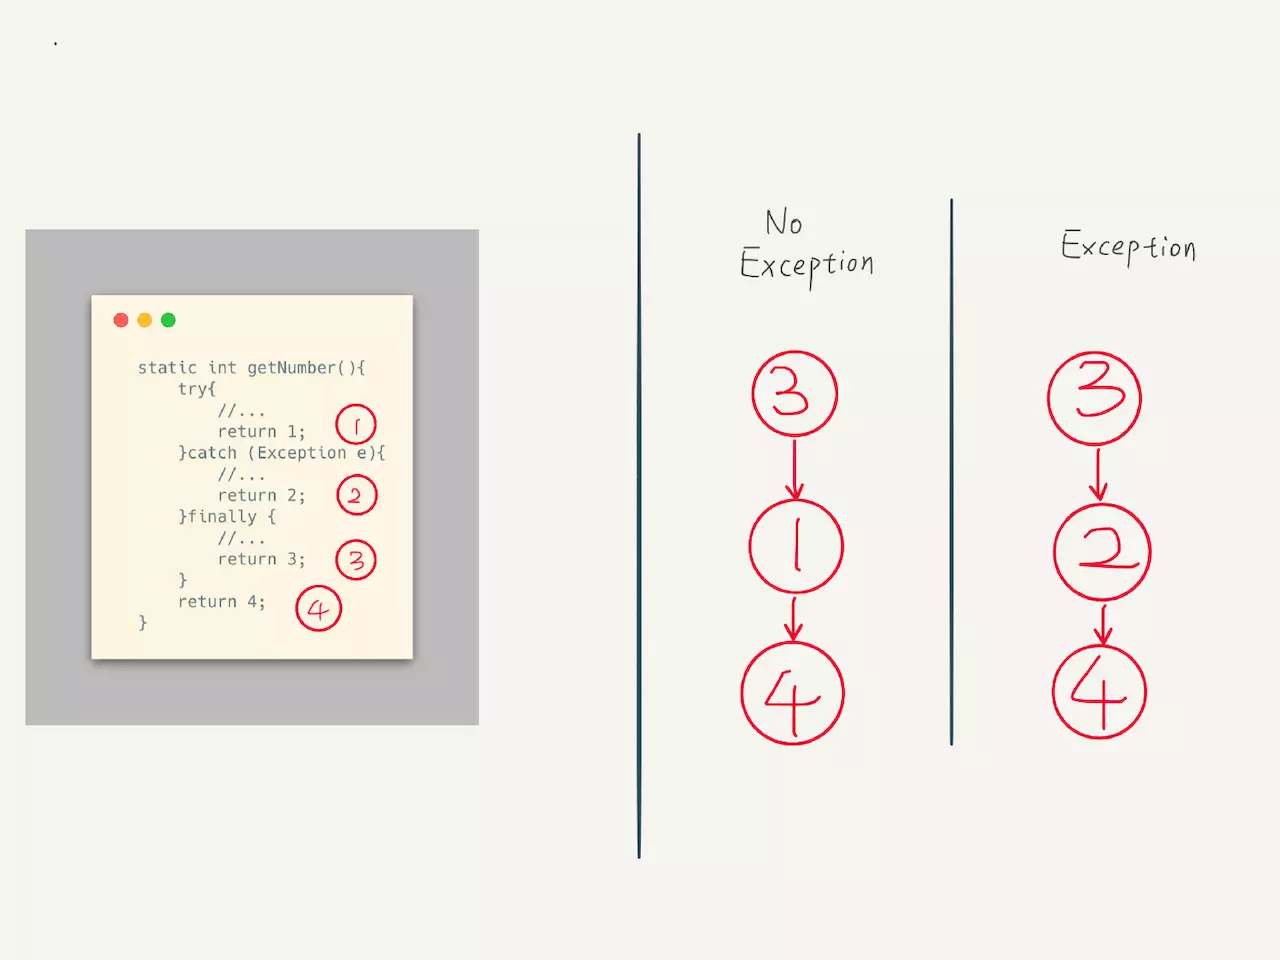 static int getNumber(){
try{
//...
return 1;
1
}catch (Exception e){
//...
return 2;
2
}finally {
//...
return 3;
3
}
return 4;
4
}
No
Exception
3
1
4
Exception
3
2
4